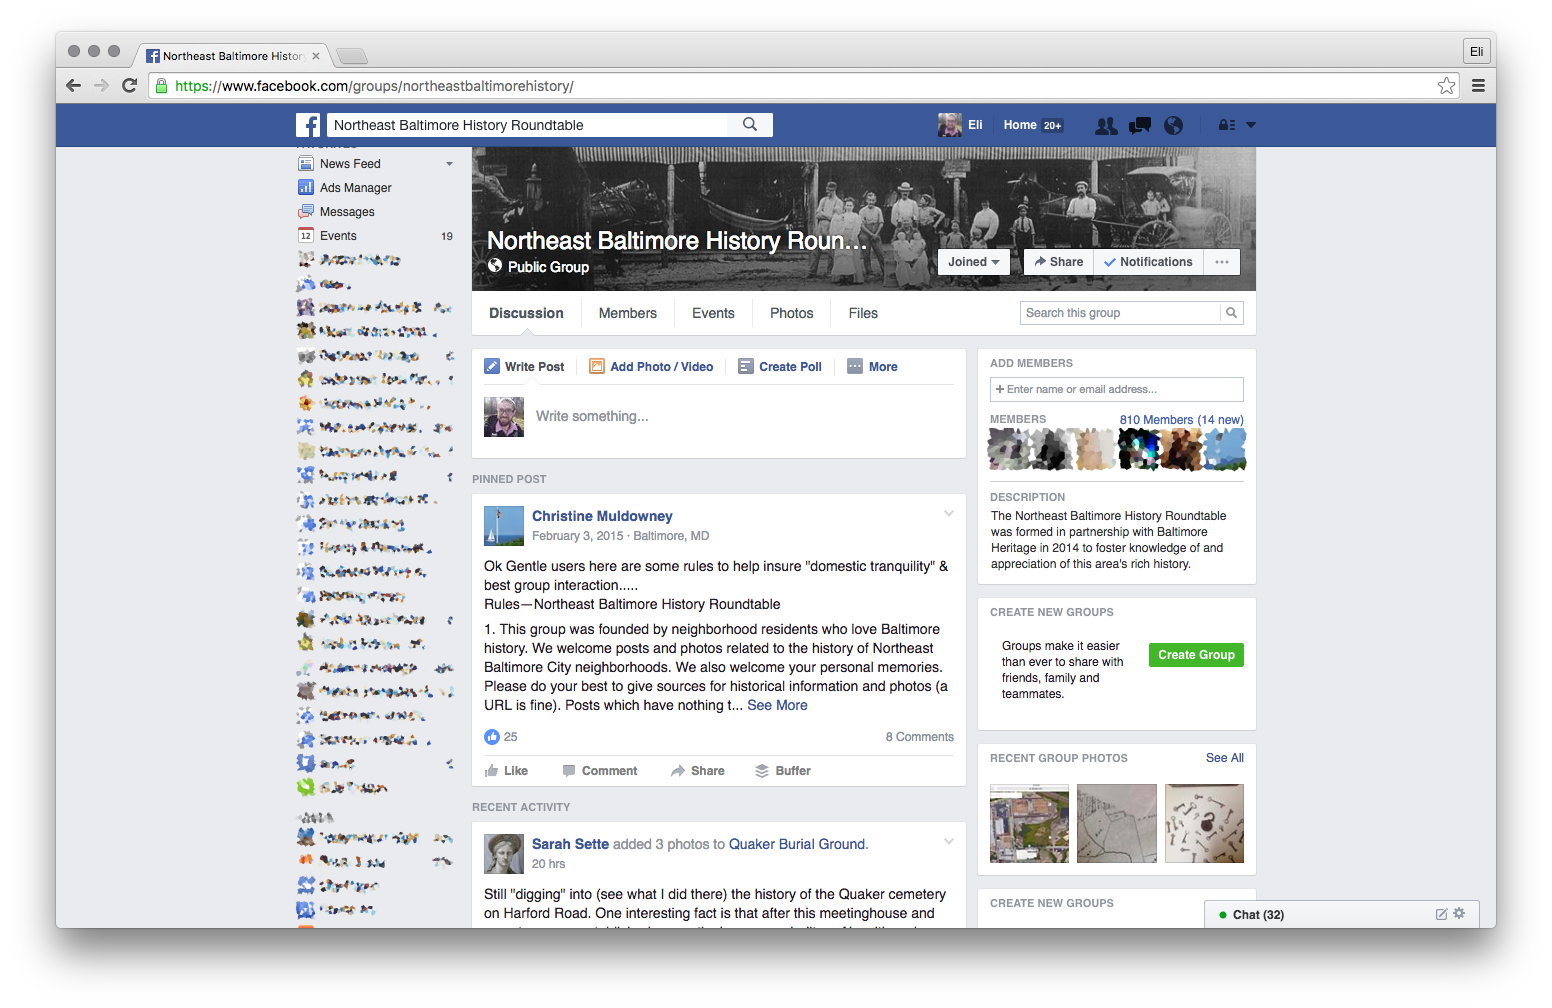 Northeast Baltimore Histor
Eli
https://www.facebook.com/groups/northeastbaltimorehistory/
Northeast Baltimore History Roundtable
Eli
Home 20+
News Feed
Ads Manager
Messages
12 Events 19
Northeast Baltimore History Roun...
Public Group
Joined
Share
Notifications
Discussion
Members
Events
Photos
Files
Search this group
Write Post
Add Photo / Video
Create Poll
More
Write something...
ADD MEMBERS
+ Enter name or email address...
MEMBERS
810 Members (14 new)
DESCRIPTION
The Northeast Baltimore History Roundtable
was formed in partnership with Baltimore
Heritage in 2014 to foster knowledge of and
appreciation of this area's rich history.
PINNED POST
Christine Muldowney
February 3, 2015 · Baltimore, MD
Ok Gentle users here are some rules to help insure "domestic tranquility" &
best group interaction.....
Rules—Northeast Baltimore History Roundtable
1. This group was founded by neighborhood residents who love Baltimore
history. We welcome posts and photos related to the history of Northeast
Baltimore City neighborhoods. We also welcome your personal memories.
Please do your best to give sources for historical information and photos (a
URL is fine). Posts which have nothing t... See More
25
8 Comments
Like
Comment
Share
Buffer
CREATE NEW GROUPS
Groups make it easier
than ever to share with
friends, family and
teammates.
Create Group
RECENT GROUP PHOTOS
See All
RECENT ACTIVITY
Sarah Sette added 3 photos to Quaker Burial Ground.
20 hrs
Still "digging" into (see what I did there) the history of the Quaker cemetery
on Harford Road. One interesting fact is that after this meetinghouse and
CREATE NEW GROUPS
Chat (32)